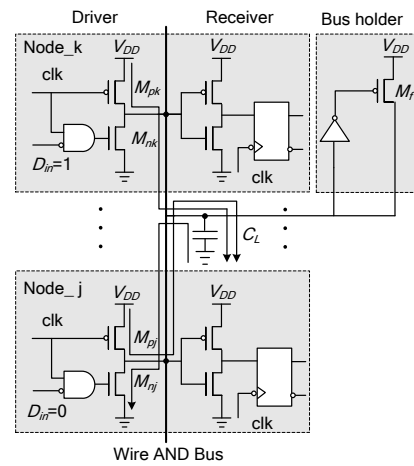 Driver Receiver Bus holder
Node_k
V_DD V_DD V_DD
clk
M_pk M_f
M_nk
D_in=1 clk
C_L
Node_ j
V_DD V_DD
clk
M_pj
M_nj
D_in=0 clk
Wire AND Bus